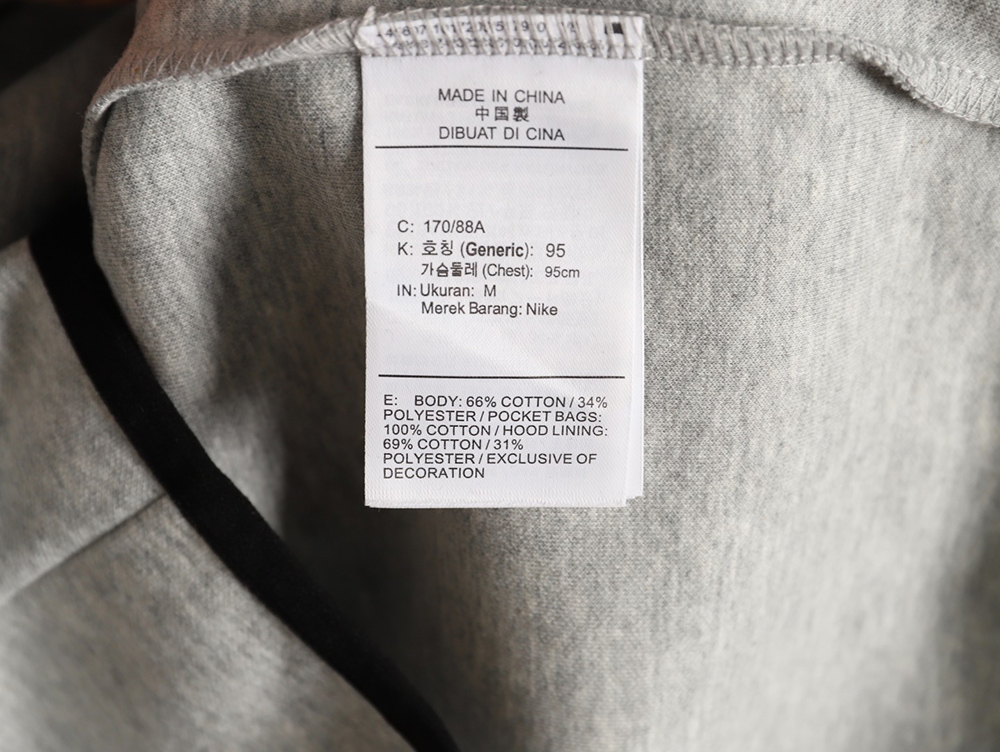 MADE IN CHINA
中国製
DIBUAT DI CINA
C: 170/88A
K: 호칭 (Generic): 95
가슴둘레 (Chest): 95cm
IN: Ukuran: M
Merek Barang: Nike
E: BODY: 66% COTTON / 34%
POLYESTER / POCKET BAGS:
100% COTTON / HOOD LINING:
69% COTTON / 31%
POLYESTER / EXCLUSIVE OF
DECORATION